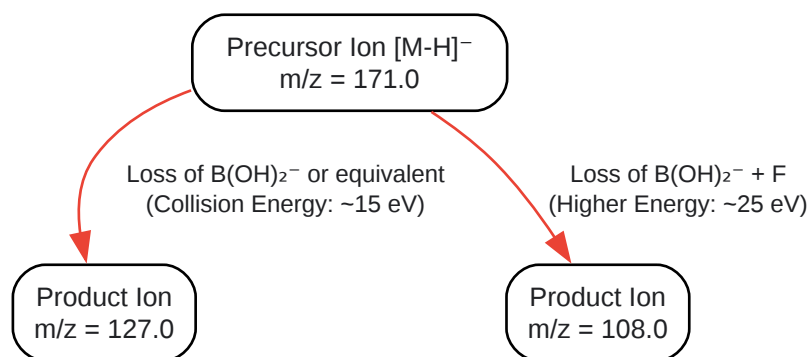 Precursor Ion [M-H]⁻
m/z = 171.0
Loss of B(OH)₂⁻ or equivalent
(Collision Energy: ~15 eV)
Loss of B(OH)₂⁻ + F
(Higher Energy: ~25 eV)
Product Ion
m/z = 127.0
Product Ion
m/z = 108.0